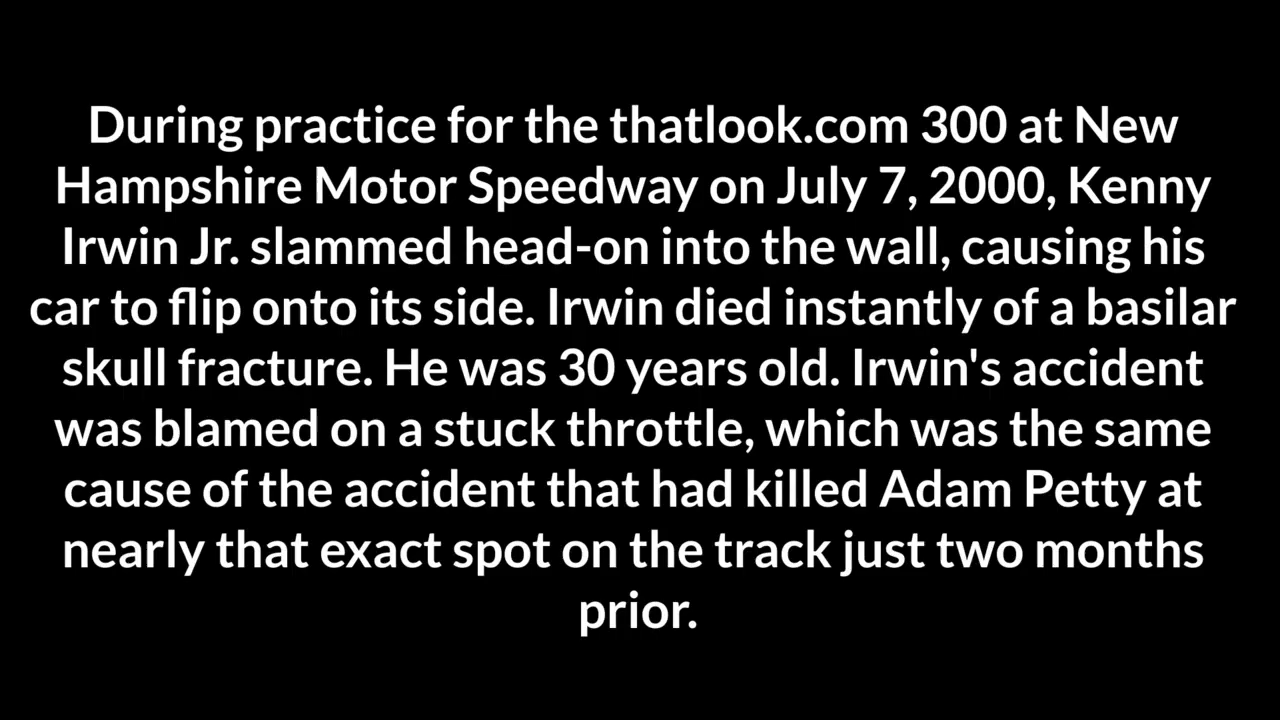 During practice for the thatlook.com 300 at New
Hampshire Motor Speedway on July 7, 2000, Kenny
Irwin Jr. slammed head-on into the wall, causing his
car to flip onto its side. Irwin died instantly of a basilar
skull fracture. He was 30 years old. Irwin's accident
was blamed on a stuck throttle, which was the same
cause of the accident that had killed Adam Petty at
nearly that exact spot on the track just two months
prior.